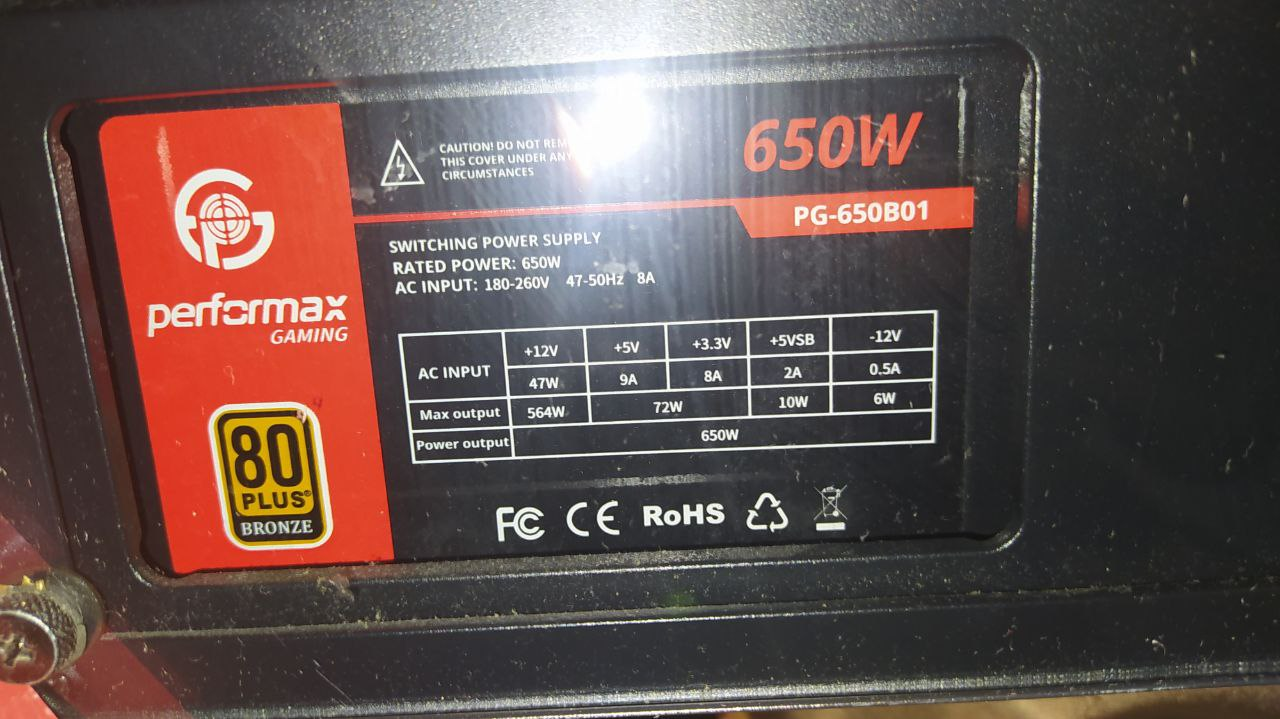 CAUTION! DO NOT
THIS COVER UNDER ANY
CIRCUMSTANCES
650W
PG-650B01
performax
GAMING
SWITCHING POWER SUPPLY
RATED POWER: 650W
AC INPUT: 180-260V 47-50Hz 8A
AC INPUT +12V +5V +3.3V +5VSB -12V
47W 9A 8A 2A 0.5A
Max output 564W 72W 10W 6W
Power output 650W
80
PLUS®
BRONZE
FC CE RoHS